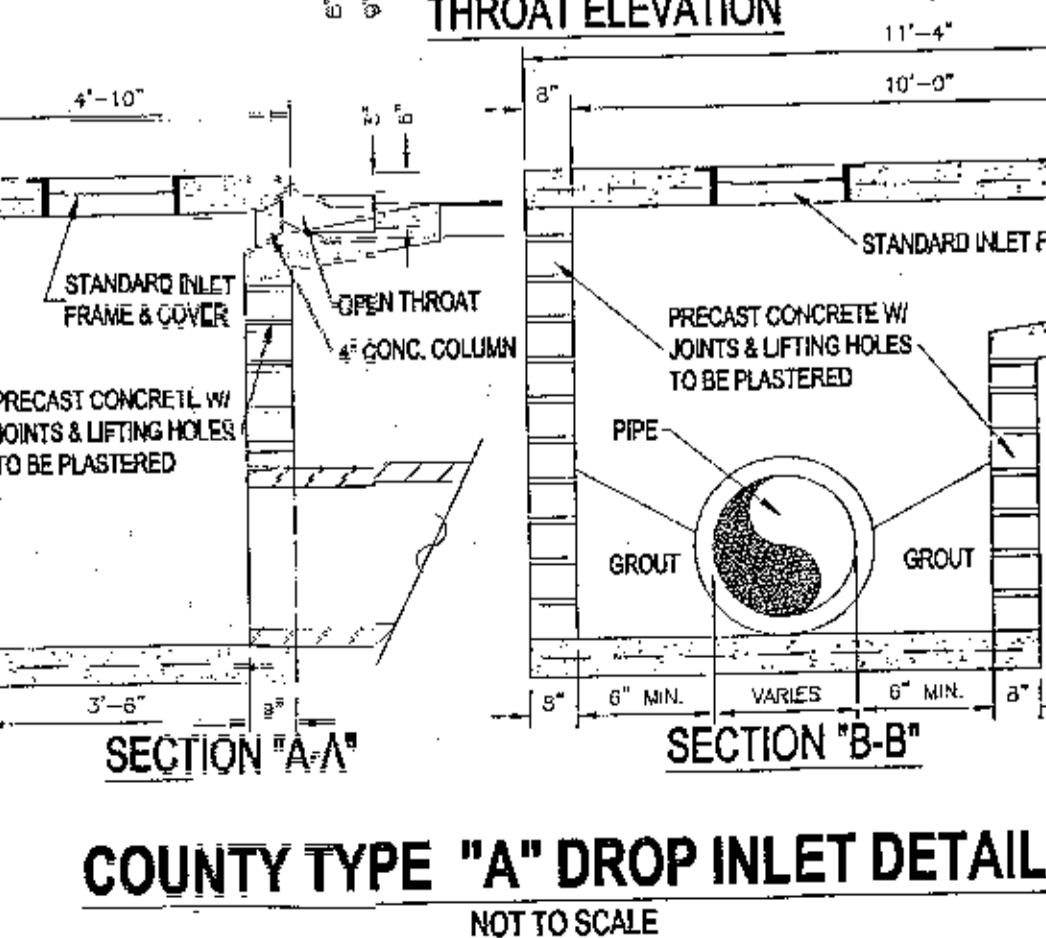 THROAT ELEVATION
11'-4"
4'-10"
8"
10'-0"
STANDARD INLET
FRAME & COVER
OPEN THROAT
4" CONC. COLUMN
STANDARD INLET
PRECAST CONCRETE W/
JOINTS & LIFTING HOLES
TO BE PLASTERED
PRECAST CONCRETE W/
JOINTS & LIFTING HOLES
TO BE PLASTERED
PIPE
GROUT
GROUT
3'-6"
8"
8"
6" MIN.
VARIES
6" MIN.
8"
SECTION "A-A"
SECTION "B-B"
COUNTY TYPE "A" DROP INLET DETAIL
NOT TO SCALE